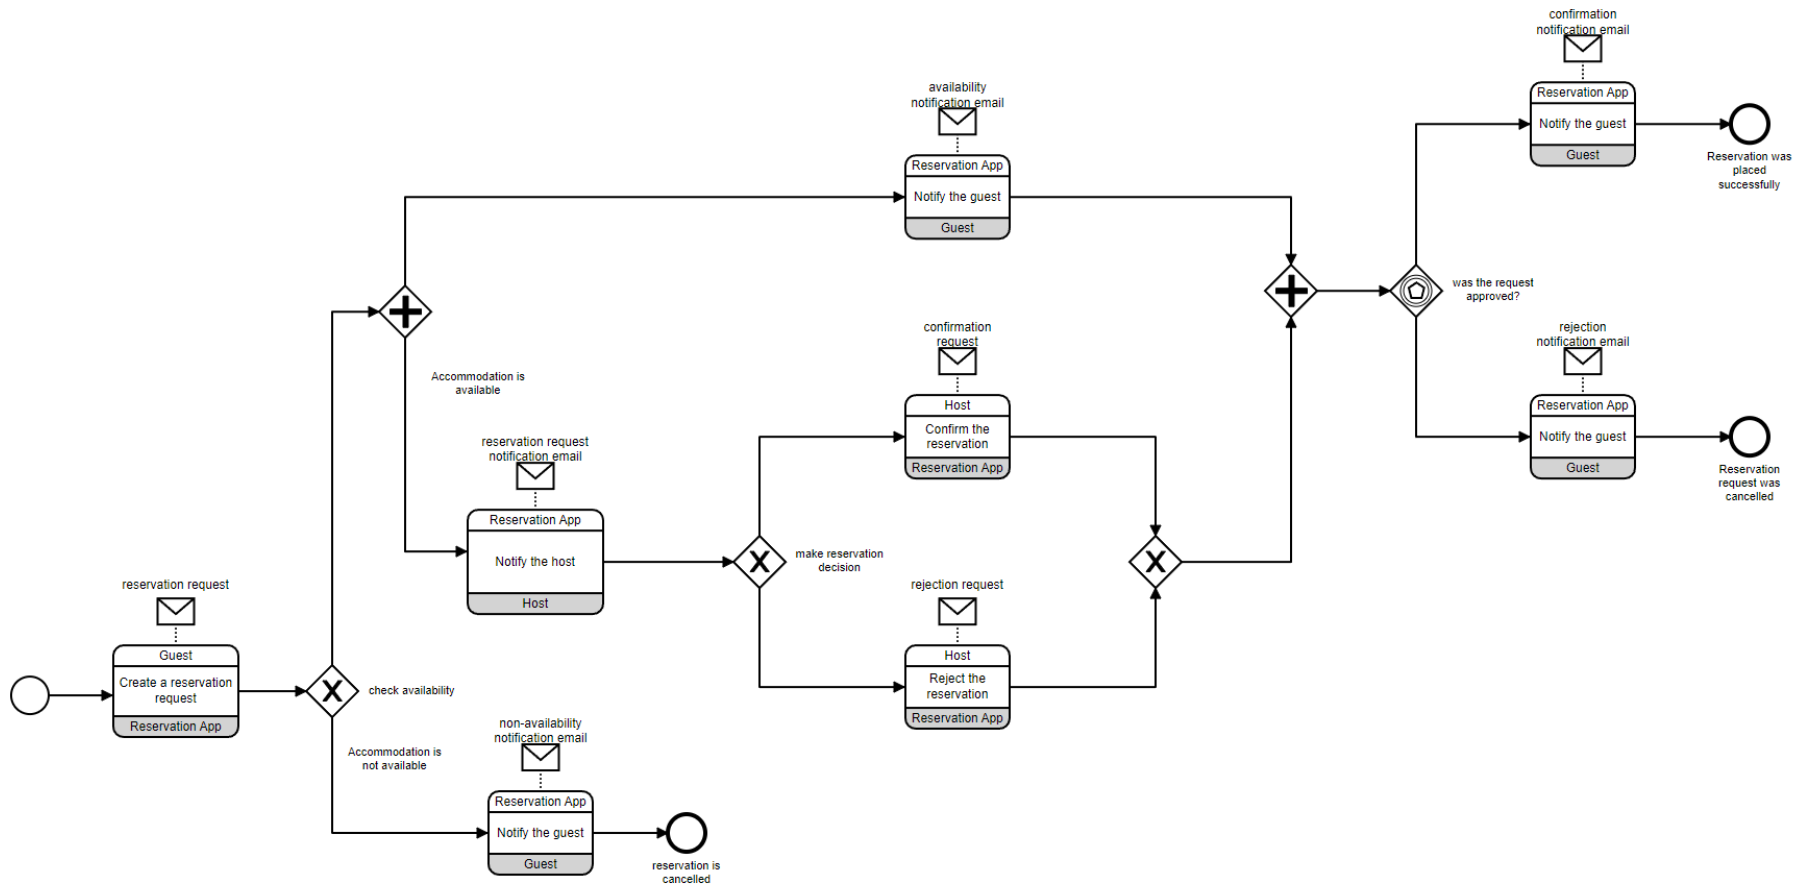 confirmation
notification email
Reservation App
Notify the guest
Guest
Reservation was
placed
successfully
availability
notification email
Reservation App
Notify the guest
Guest
was the request
approved?
confirmation
request
Host
Confirm the
reservation
Reservation App
rejection
notification email
Reservation App
Notify the guest
Guest
Reservation
request was
cancelled
Accommodation is
available
reservation request
notification email
Reservation App
Notify the host
Host
X
make reservation
decision
X
rejection request
Host
Reject the
reservation
Reservation App
reservation request
Guest
Create a reservation
request
Reservation App
X
check availability
Accommodation is
not available
non-availability
notification email
Reservation App
Notify the guest
Guest
reservation is
cancelled